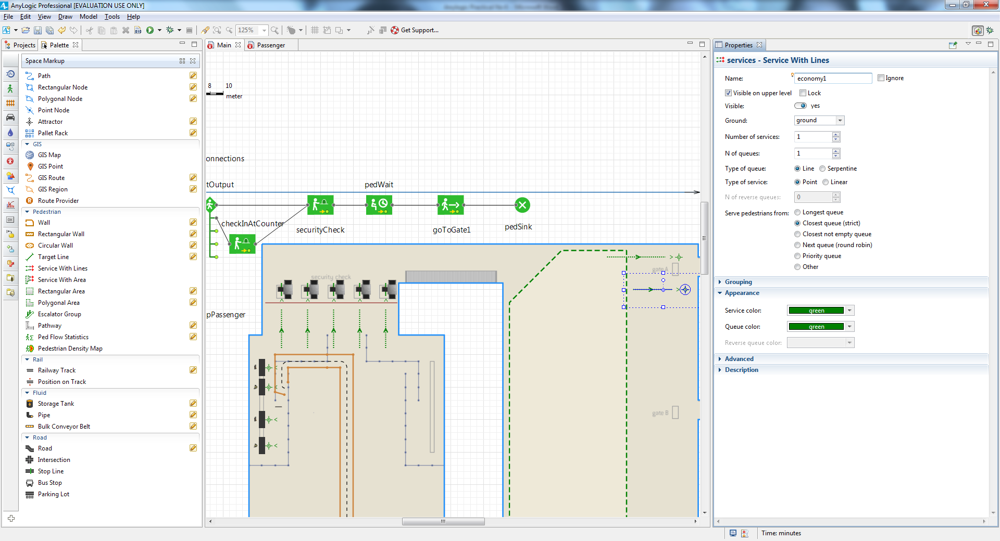 AnyLogic Professional [EVALUATION USE ONLY]
File Edit View Draw Model Tools Help
125%
Get Support...
Projects
Palette
Space Markup
Path
Rectangular Node
Polygonal Node
Point Node
Attractor
Pallet Rack
GIS
GIS Map
GIS Point
GIS Route
GIS Region
Route Provider
Pedestrian
Wall
Rectangular Wall
Circular Wall
Target Line
Service With Lines
Service With Area
Rectangular Area
Polygonal Area
Escalator Group
Pathway
Ped Flow Statistics
Pedestrian Density Map
Rail
Railway Track
Position on Track
Fluid
Storage Tank
Pipe
Bulk Conveyor Belt
Road
Road
Intersection
Stop Line
Bus Stop
Parking Lot
Main
Passenger
8 10
meter
onnections
tOutput
pedWait
checkInAtCounter
securityCheck
goToGate1
pedSink
security check
gate A
pPassenger
gate B
Properties
services - Service With Lines
Name: economy1 Ignore
Visible on upper level Lock
Visible: yes
Ground: ground
Number of services: 1
N of queues: 1
Type of queue: Line Serpentine
Type of service: Point Linear
N of reverse queues: 0
Serve pedestrians from: Longest queue
Closest queue (strict)
Closest not empty queue
Next queue (round robin)
Priority queue
Other
Grouping
Appearance
Service color: green
Queue color: green
Reverse queue color:
Advanced
Description
Time: minutes